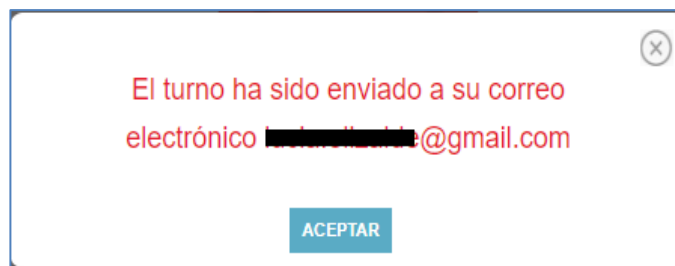 El turno ha sido enviado a su correo
electrónico @gmail.com
ACEPTAR